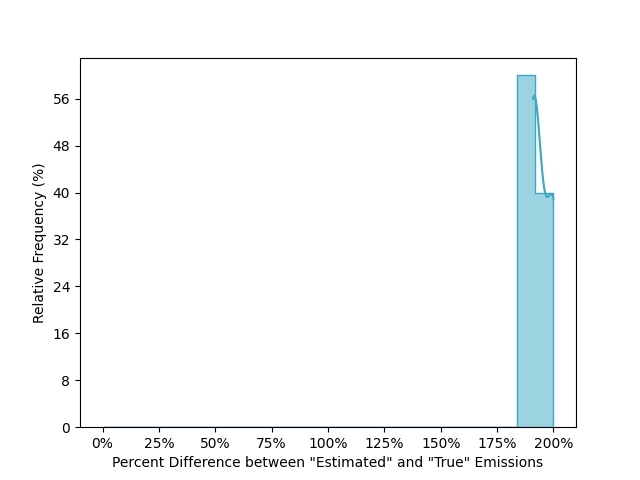 Relative Frequency (%)
56
48
40
32
24
16
8
0
0% 25% 50% 75% 100% 125% 150% 175% 200%
Percent Difference between "Estimated" and "True" Emissions